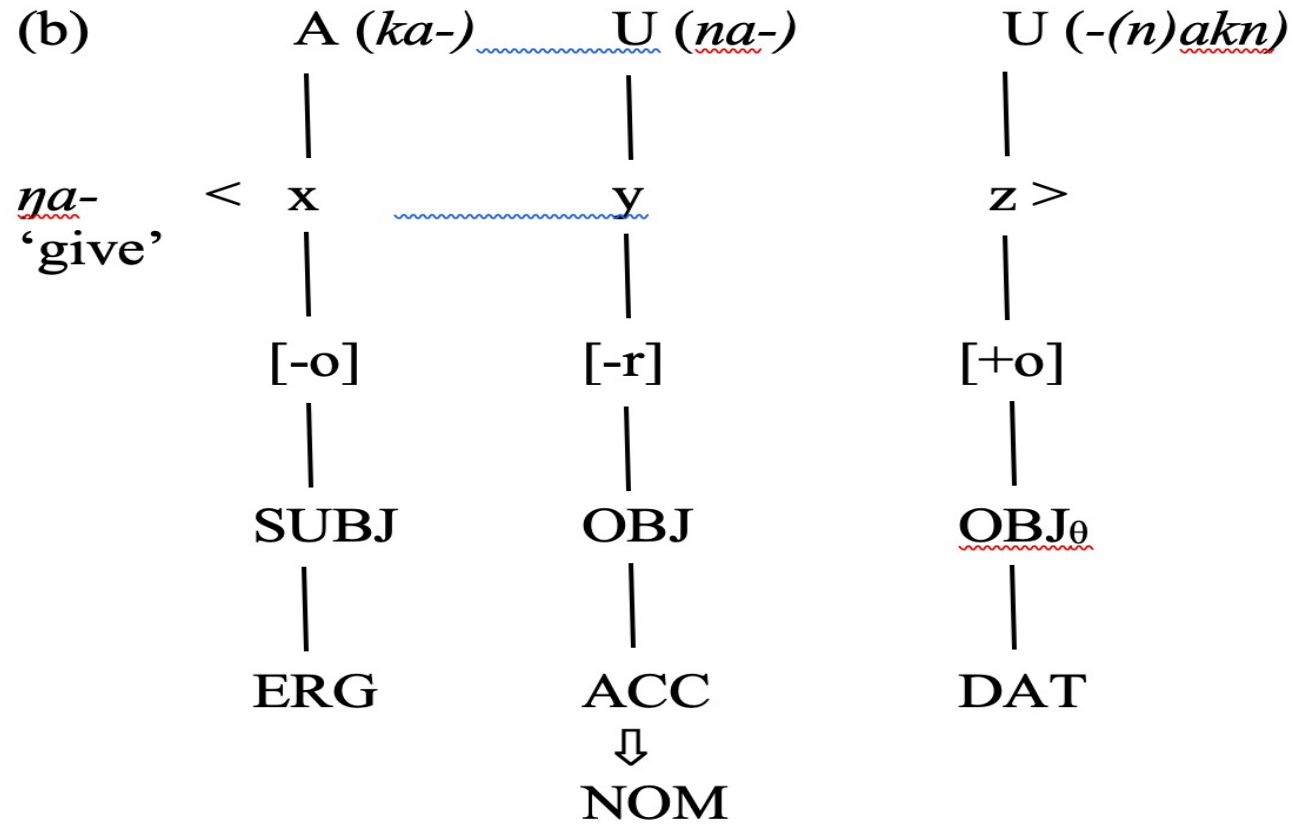 (b) A (ka-) U (na-) U (-(n)akn)
ŋa- < x y z >
‘give’
[-o] [-r] [+o]
SUBJ OBJ OBJθ
ERG ACC DAT
⇩
NOM